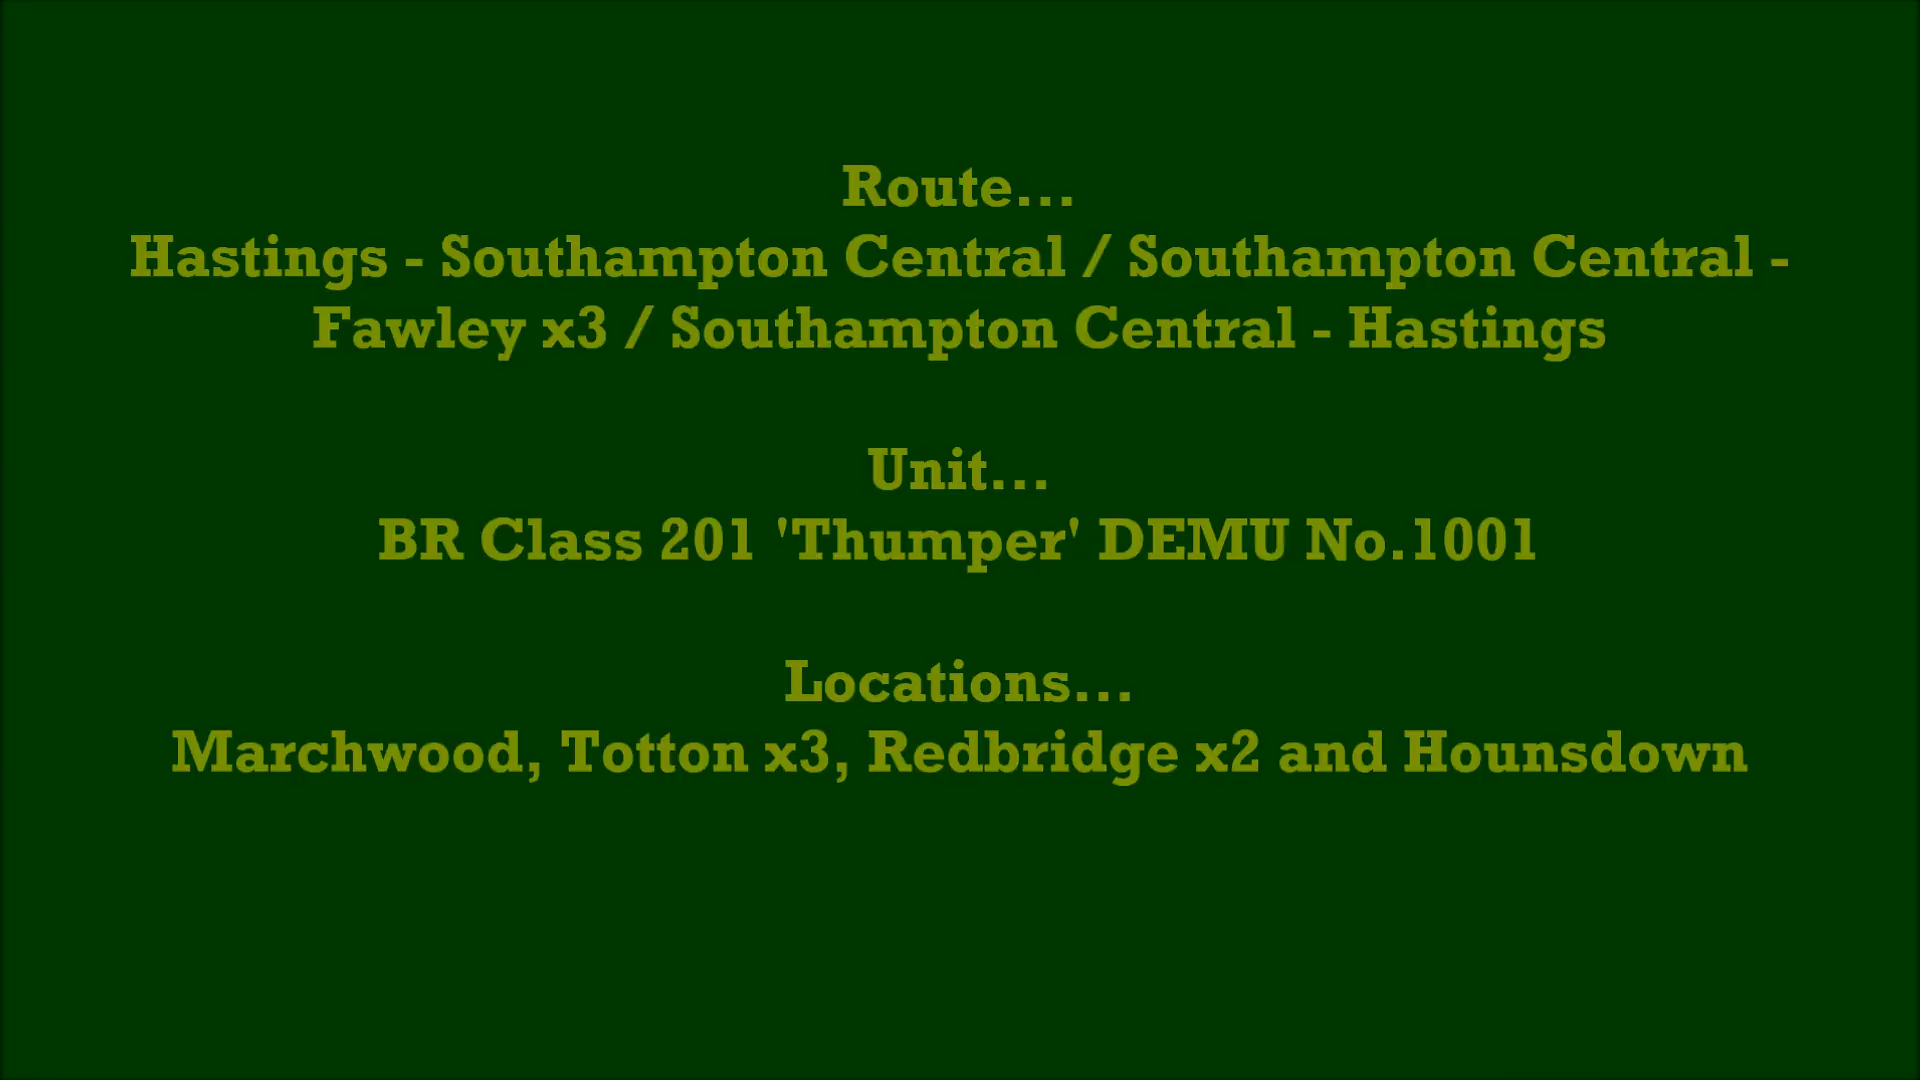 Route...
Hastings - Southampton Central / Southampton Central -
Fawley x3 / Southampton Central - Hastings
Unit...
BR Class 201 'Thumper' DEMU No.1001
Locations...
Marchwood, Totton x3, Redbridge x2 and Hounsdown